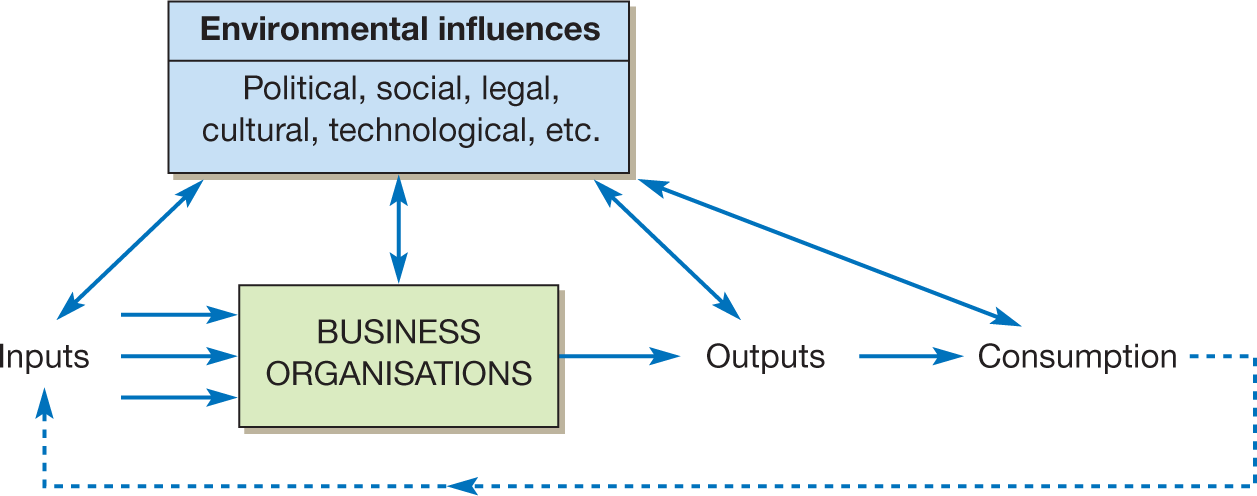 Environmental influences
Political, social, legal,
cultural, technological, etc.
Inputs
BUSINESS
ORGANISATIONS
Outputs
Consumption